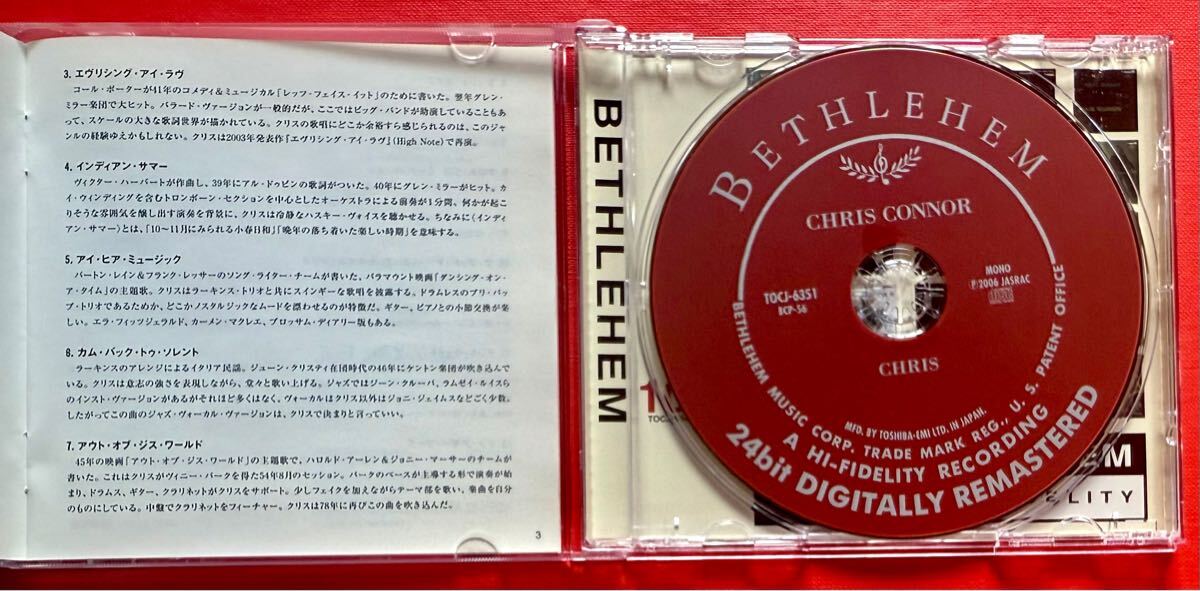 3. エヴリシング・アイ・ラヴ
コール・ポーターが41年のコメディ&ミュージカル「レッツ・フェイス・イット」のために書いた。翌年グレン・
ミラー楽団で大ヒット。バラード・ヴァージョンが一般的だが、ここではビッグ・バンドが助演していることもあ
って、スケールの大きな歌詞世界が描かれている。クリスの歌唱にどこか余裕すら感じられるのは、このジャ
ンルの経験ゆえかもしれない。クリスは2003年発表作『エヴリシング・アイ・ラヴ』(High Note)で再演。
4. インディアン・サマー
ヴィクター・ハーバートが作曲し、39年にアル・ドゥビンの歌詞がついた。40年にグレン・ミラーがヒット。カ
イ・ウィンディングを含むトロンボーン・セクションを中心としたオーケストラによる演奏が1分間、何かが起こ
りそうな雰囲気を醸し出す演奏を背景に、クリスは冷静なハスキー・ヴォイスを聴かせる。ちなみに〈インディ
アン・サマー〉とは、「10〜11月にみられる小春日和」「晩年の落ち着いた楽しい時期」を意味する。
5. アイ・ヒア・ミュージック
バートン・レイン&フランク・レッサーのソング・ライター・チームが書いた、パラマウント映画「ダンシング・オン・
ア・ダイム」の主題歌。クリスはラーキンス・トリオと共にスインギーな歌唱を披露する。ドラムレスのプリ・バッ
プ・トリオであるためか、どこかノスタルジックなムードを漂わせるのが特徴だ。ギター、ピアノとの小節交換が楽し
い。エラ・フィッツジェラルド、カーメン・マクレエ、ブロッサム・ディアリー版もある。
6. カム・バック・トゥ・ソレント
ラーキンスのアレンジによるイタリア民謡。ジューン・クリスティ在団時代の46年にケントン楽団が吹き込んで
いる。クリスは意志の強さを表現しながら、堂々と歌い上げる。ジャズではジーン・クルーパ、ラムゼイ・ルイスら
のインスト・ヴァージョンがあるがそれほど多くはなく、ヴォーカルはクリス以外はジョニ・ジェイムスなどごく少数。
したがってこの曲のジャズ・ヴォーカル・ヴァージョンは、クリスで決まりと言っていい。
7. アウト・オブ・ジス・ワールド
45年の映画「アウト・オブ・ジス・ワールド」の主題歌で、ハロルド・アーレン&ジョニー・マーサーのチームが
書いた。これはクリスがヴィニー・バークを得た54年8月のセッション。バークのベースが主導する形で演奏が始
まり、ドラムス、ギター、クラリネットがクリスをサポート。少しフェイクを加えながらテーマ部を歌い、楽曲を自分
のものにしている。中盤でクラリネットをフィーチャー。クリスは78年に再びこの曲を吹き込んだ。
3
BETHLEHEM
BETHLEHEM
CHRIS CONNOR
TOCJ-6351
BCP-56
MONO
℗2006 JASRAC
CHRIS
MFD. BY TOSHIBA-EMI LTD. IN JAPAN.
BETHLEHEM MUSIC CORP. TRADE MARK REG., U. S. PATENT OFFICE
A HI-FIDELITY RECORDING
24bit DIGITALLY REMASTERED